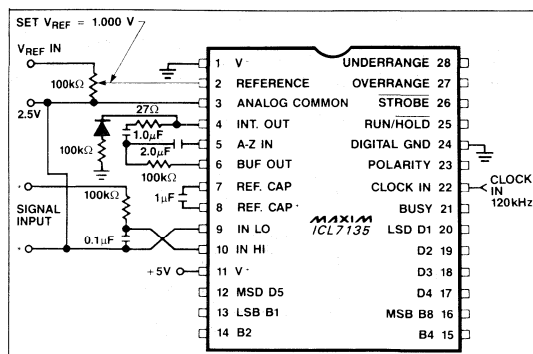 SET VREF = 1.000 V
VREF IN
100kΩ
2.5V
27Ω
1.0µF
100kΩ
2.0µF
100kΩ
100kΩ
1µF
SIGNAL
INPUT
0.1µF
+5V
1 V-
2 REFERENCE
3 ANALOG COMMON
4 INT. OUT
5 A-Z IN
6 BUF OUT
7 REF. CAP
8 REF. CAP
9 IN LO
10 IN HI
11 V
12 MSD D5
13 LSB B1
14 B2
MAXIM
ICL7135
UNDERRANGE 28
OVERRANGE 27
STROBE 26
RUN/HOLD 25
DIGITAL GND 24
POLARITY 23
CLOCK IN 22
BUSY 21
LSD D1 20
D2 19
D3 18
D4 17
MSB B8 16
B4 15
CLOCK
IN
120kHz